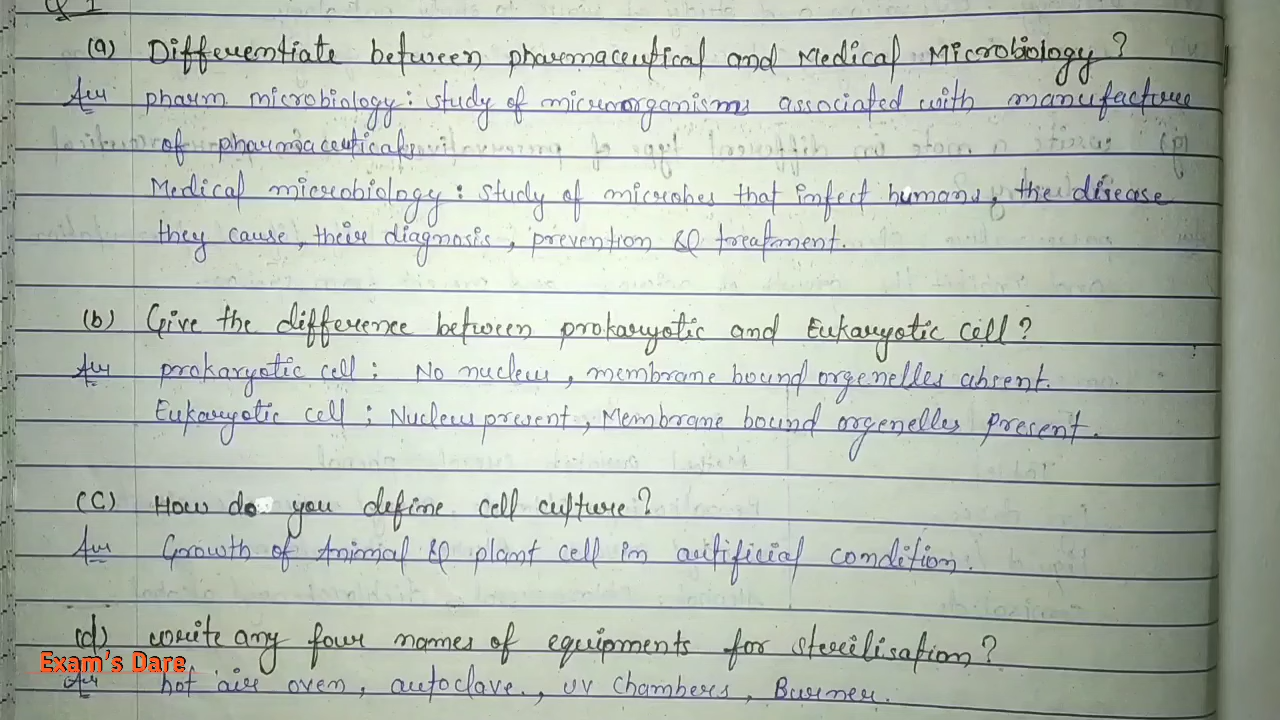 Q 1
(a) Differentiate between pharmaceutical and Medical Microbiology?
Ans pharm microbiology: study of microorganisms associated with manufacture
of pharmaceuticals.
Medical microbiology: study of microbes that infect humans, the disease
they cause, their diagnosis, prevention & treatment.
(b) Give the difference between prokaryotic and Eukaryotic cell?
Ans prokaryotic cell: No nucleus, membrane bound orgenelles absent.
Eukaryotic cell; Nucleus present, Membrane bound orgenelles present.
(C) How do you define cell culture?
Ans Growth of Animal & plant cell in artificial condition.
(d) write any four names of equipments for sterilisation?
Exam's Dare
Ans hot air oven, autoclave, UV Chambers, Burner.